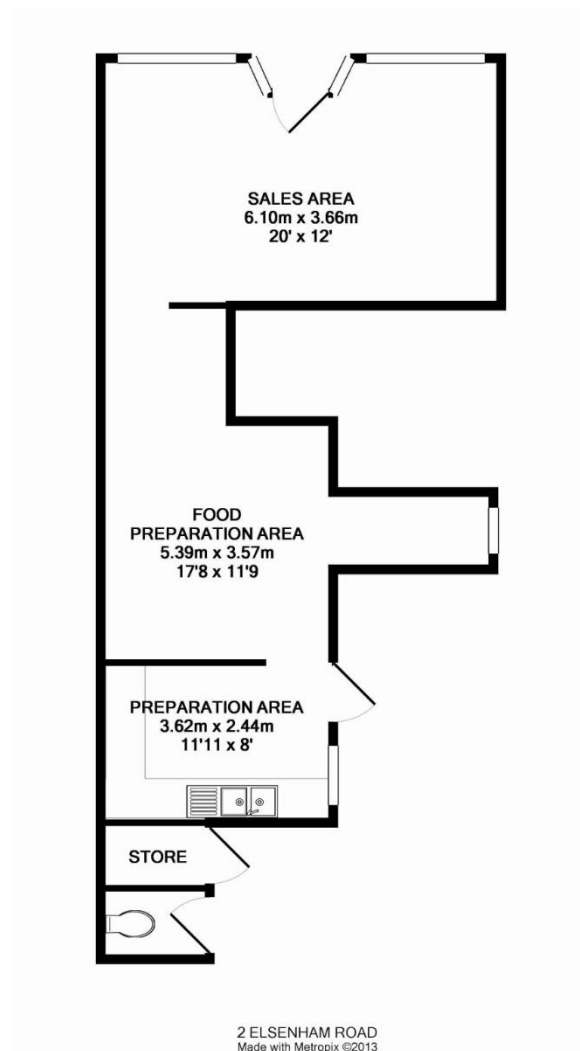 SALES AREA
6.10m x 3.66m
20' x 12'
FOOD
PREPARATION AREA
5.39m x 3.57m
17'8 x 11'9
PREPARATION AREA
3.62m x 2.44m
11'11 x 8'
STORE
2 ELSENHAM ROAD
Made with Metropix ©2013